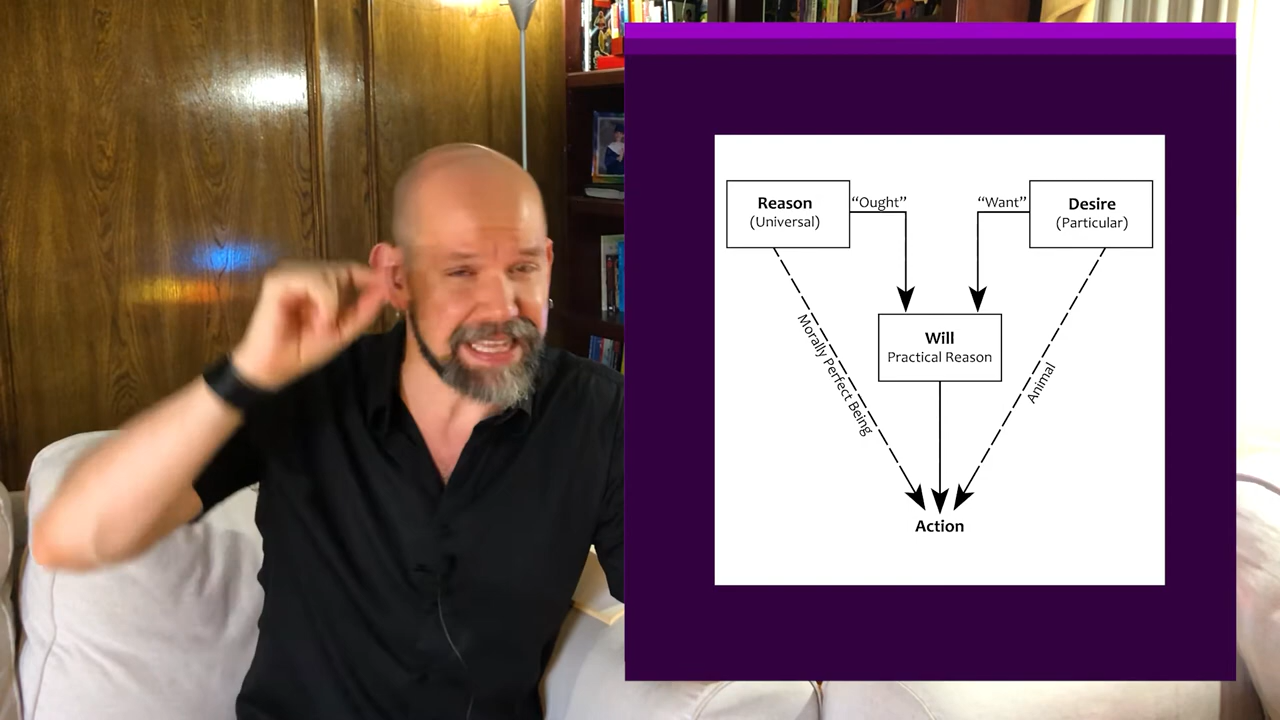 Reason
(Universal)
“Ought”
“Want”
Desire
(Particular)
Will
Practical Reason
Morally Perfect Being
Animal
Action